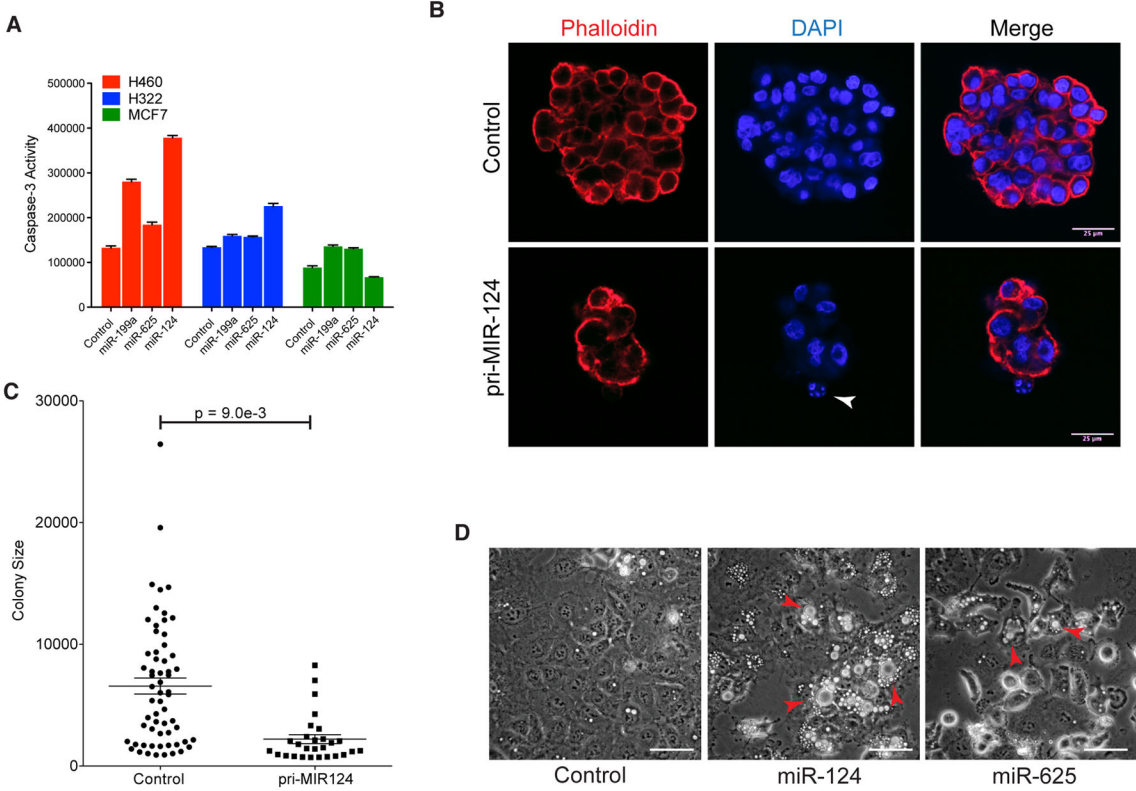 A
H460
H322
MCF7
Caspase-3 Activity
500000
400000
300000
200000
100000
0
Control
miR-199a
miR-625
miR-124
Control
miR-199a
miR-625
miR-124
Control
miR-199a
miR-625
miR-124
B
Phalloidin DAPI Merge
Control
25 µm
pri-MIR-124
25 µm
C
p = 9.0e-3
Colony Size
30000
20000
10000
0
Control pri-MIR124
D
Control miR-124 miR-625